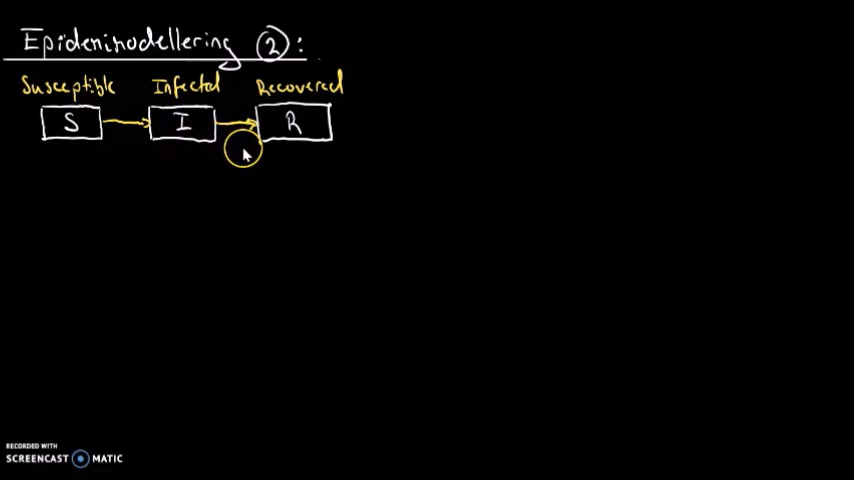 Epidemimodellering ②:
Susceptible Infected Recovered
S I R
RECORDED WITH
SCREENCAST MATIC